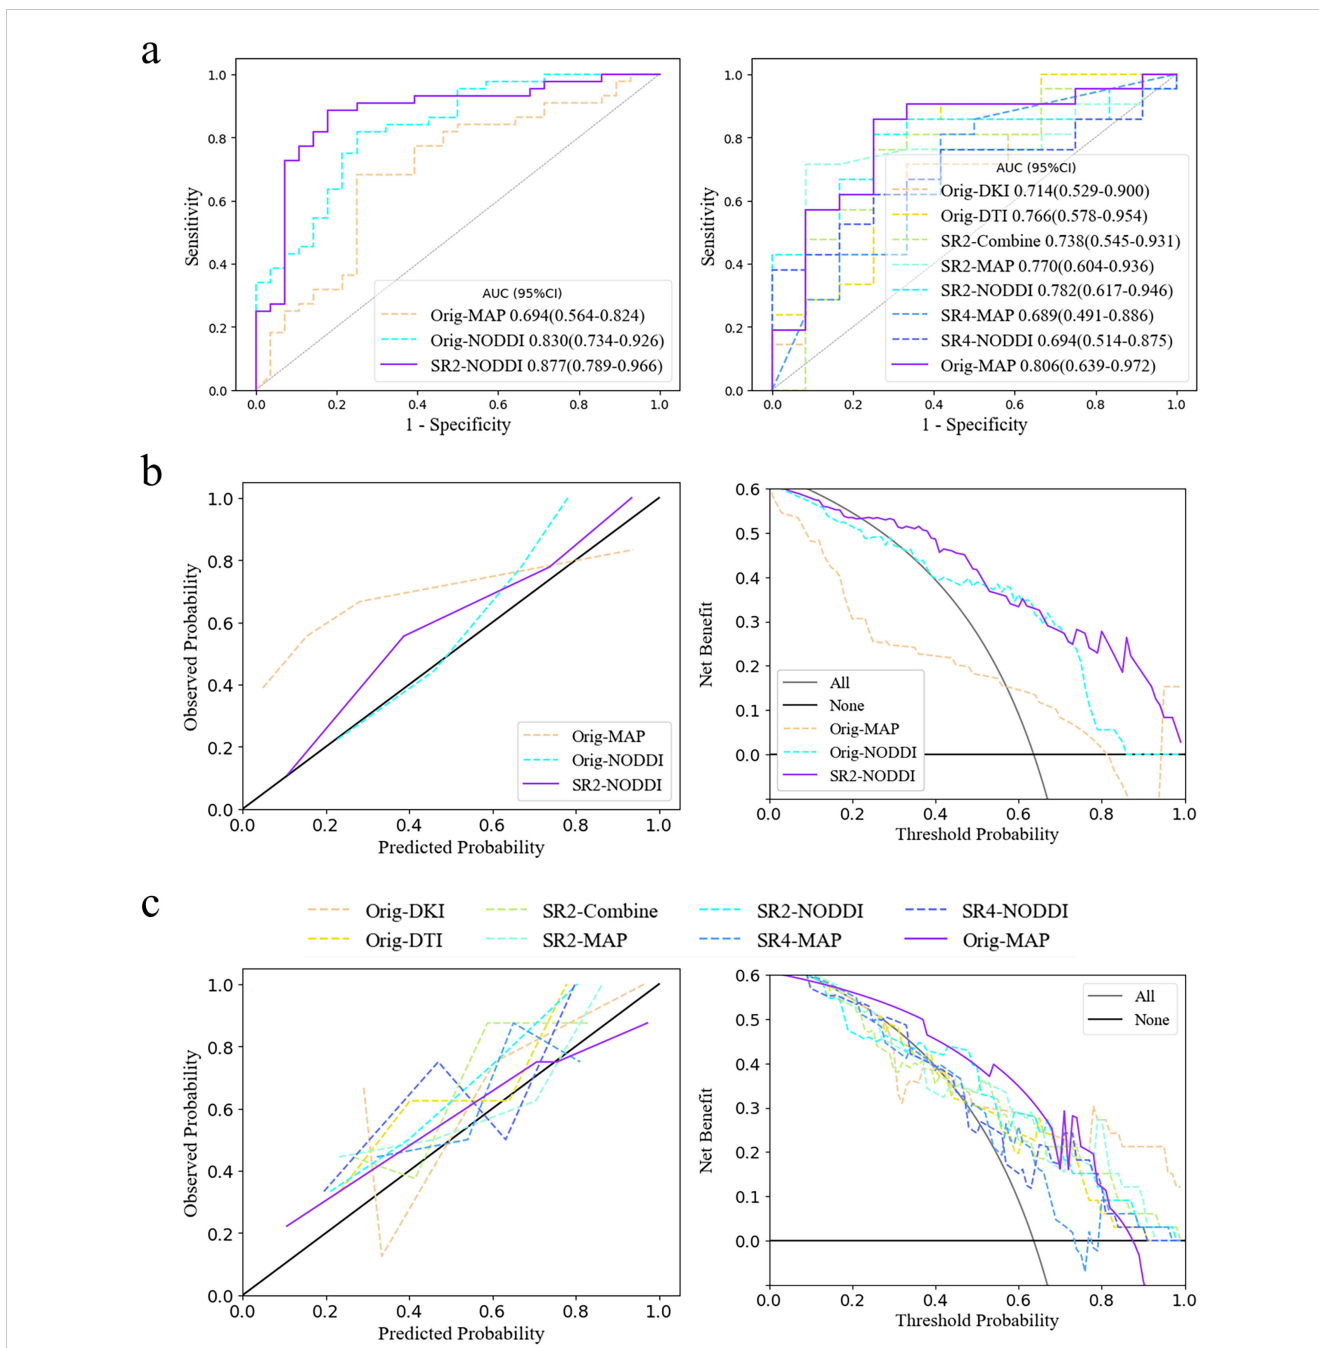 a
1.0
0.8
0.6
0.4
0.2
0.0
Sensitivity
0.0 0.2 0.4 0.6 0.8 1.0
1 - Specificity
AUC (95%CI)
Orig-MAP 0.694(0.564-0.824)
Orig-NODDI 0.830(0.734-0.926)
SR2-NODDI 0.877(0.789-0.966)
1.0
0.8
0.6
0.4
0.2
0.0
Sensitivity
0.0 0.2 0.4 0.6 0.8 1.0
1 - Specificity
AUC (95%CI)
Orig-DKI 0.714(0.529-0.900)
Orig-DTI 0.766(0.578-0.954)
SR2-Combine 0.738(0.545-0.931)
SR2-MAP 0.770(0.604-0.936)
SR2-NODDI 0.782(0.617-0.946)
SR4-MAP 0.689(0.491-0.886)
SR4-NODDI 0.694(0.514-0.875)
Orig-MAP 0.806(0.639-0.972)
b
1.0
0.8
0.6
0.4
0.2
0.0
Observed Probability
0.0 0.2 0.4 0.6 0.8 1.0
Predicted Probability
Orig-MAP
Orig-NODDI
SR2-NODDI
0.6
0.5
0.4
0.3
0.2
0.1
0.0
Net Benefit
0.0 0.2 0.4 0.6 0.8 1.0
Threshold Probability
All
None
Orig-MAP
Orig-NODDI
SR2-NODDI
c
Orig-DKI SR2-Combine SR2-NODDI SR4-NODDI
Orig-DTI SR2-MAP SR4-MAP Orig-MAP
1.0
0.8
0.6
0.4
0.2
0.0
Observed Probability
0.0 0.2 0.4 0.6 0.8 1.0
Predicted Probability
0.6
0.5
0.4
0.3
0.2
0.1
0.0
Net Benefit
0.0 0.2 0.4 0.6 0.8 1.0
Threshold Probability
All
None